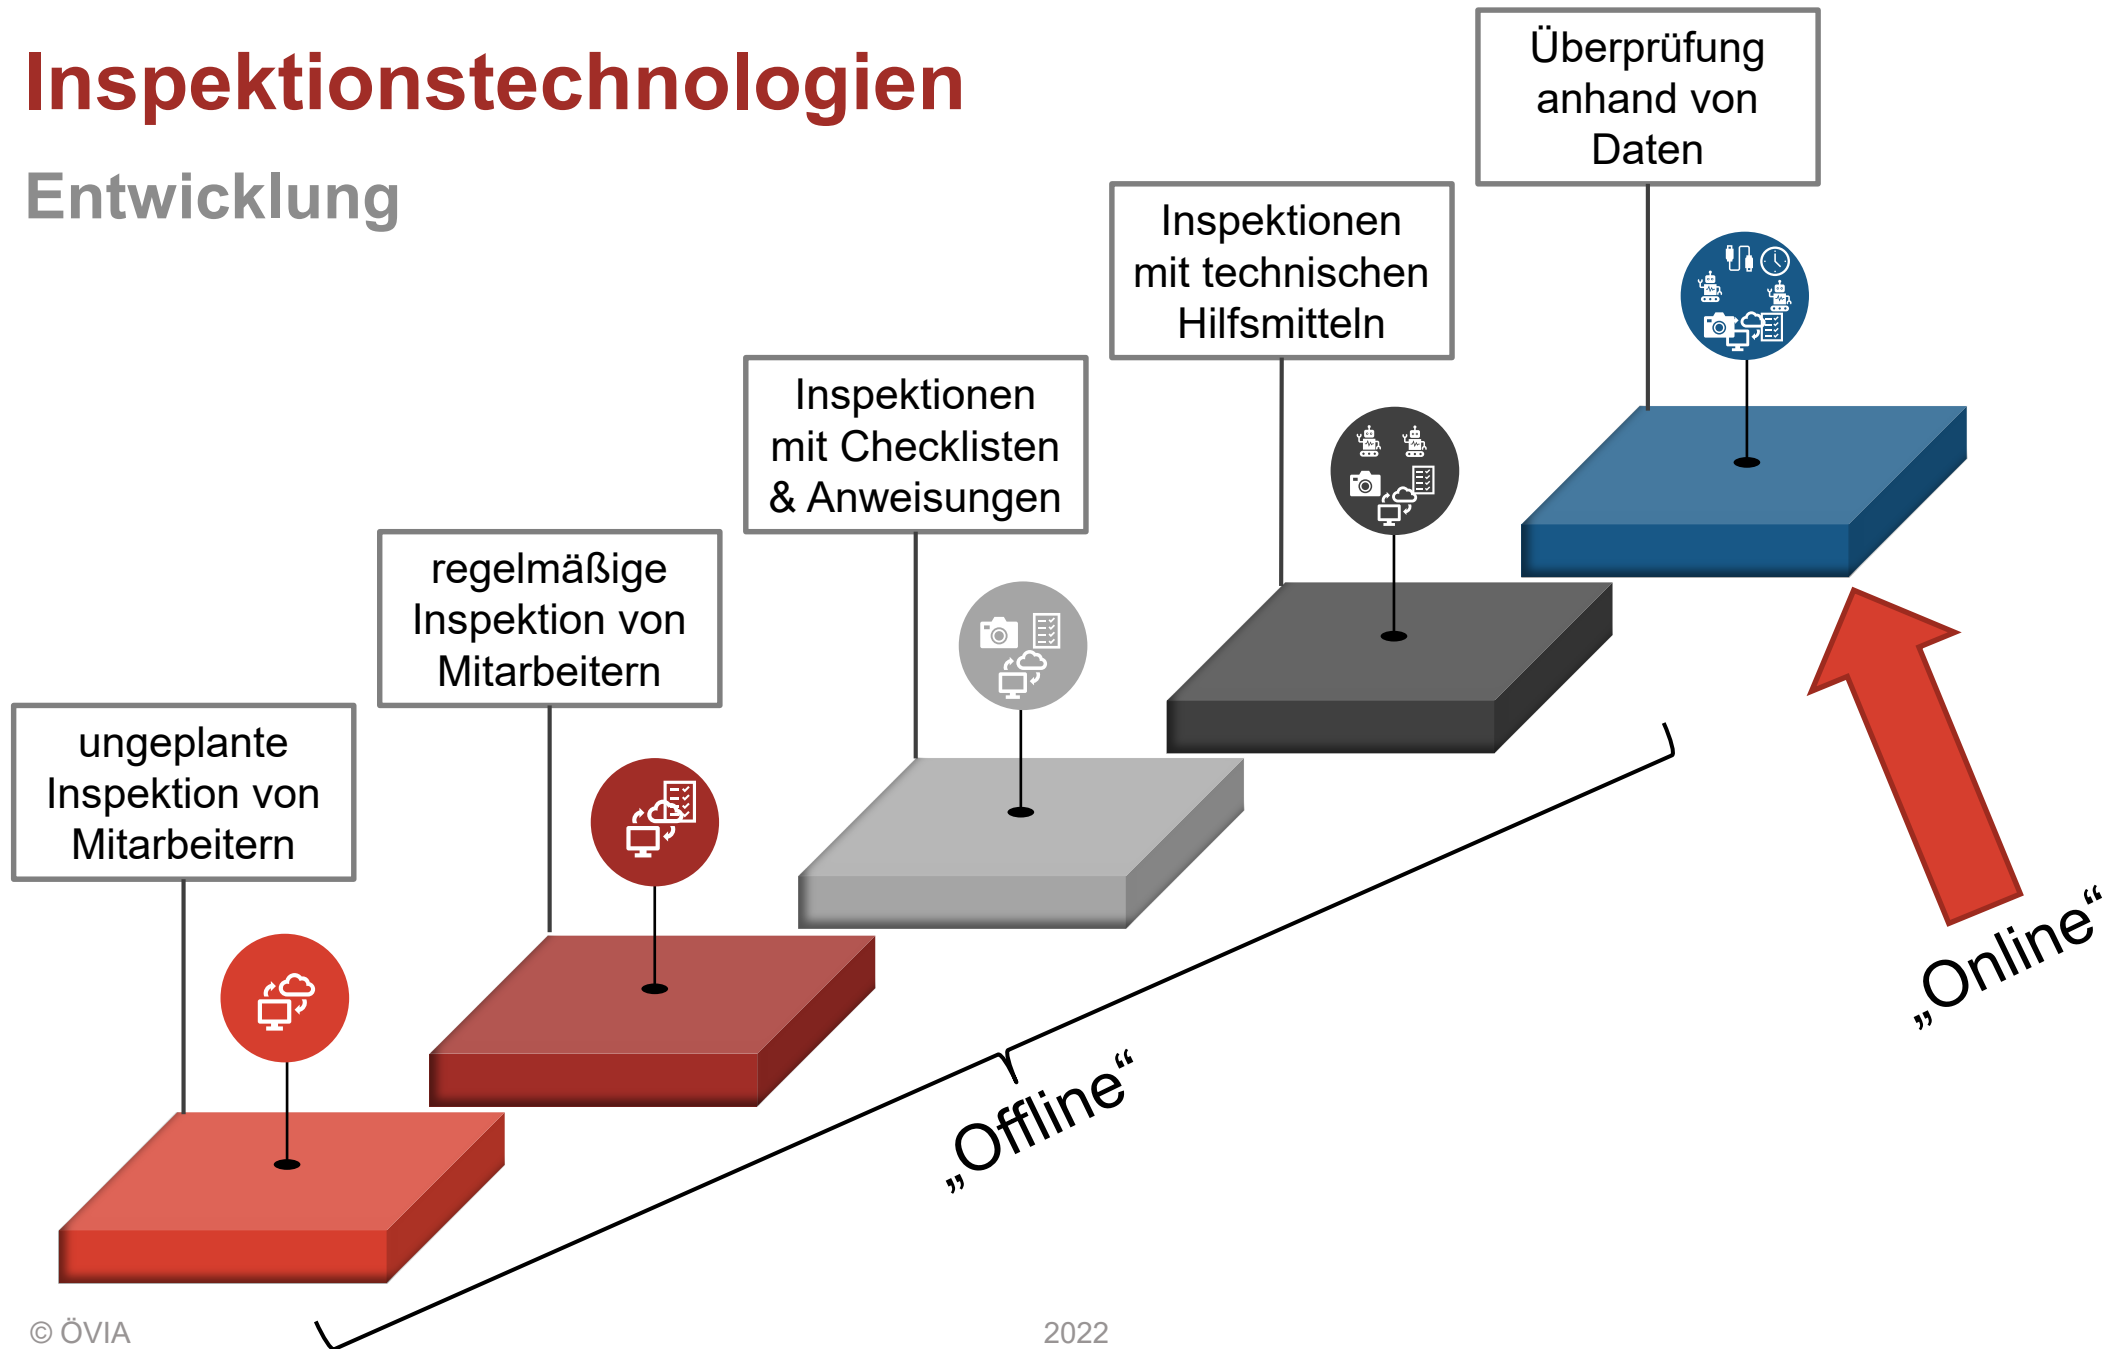 Inspektionstechnologien
Entwicklung
Überprüfung
anhand von
Daten
Inspektionen
mit technischen
Hilfsmitteln
Inspektionen
mit Checklisten
& Anweisungen
regelmäßige
Inspektion von
Mitarbeitern
ungeplante
Inspektion von
Mitarbeitern
„Offline“
„Online“
© ÖVIA
2022